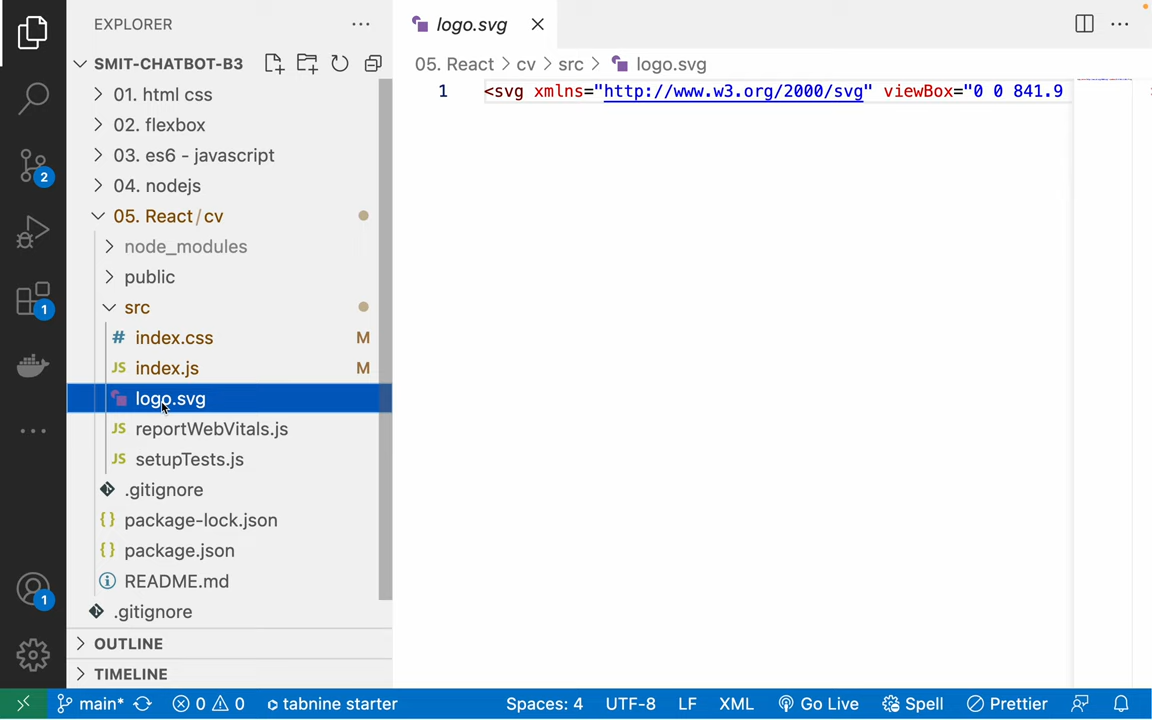 EXPLORER
SMIT-CHATBOT-B3
01. html css
02. flexbox
03. es6 - javascript
04. nodejs
05. React / cv
node_modules
public
src
# index.css M
JS index.js M
logo.svg
JS reportWebVitals.js
JS setupTests.js
.gitignore
{} package-lock.json
{} package.json
README.md
.gitignore
OUTLINE
TIMELINE
2
1
1
logo.svg
05. React > cv > src > logo.svg
1 <svg xmlns="http://www.w3.org/2000/svg" viewBox="0 0 841.9
main* 0 0 tabnine starter Spaces: 4 UTF-8 LF XML Go Live Spell Prettier